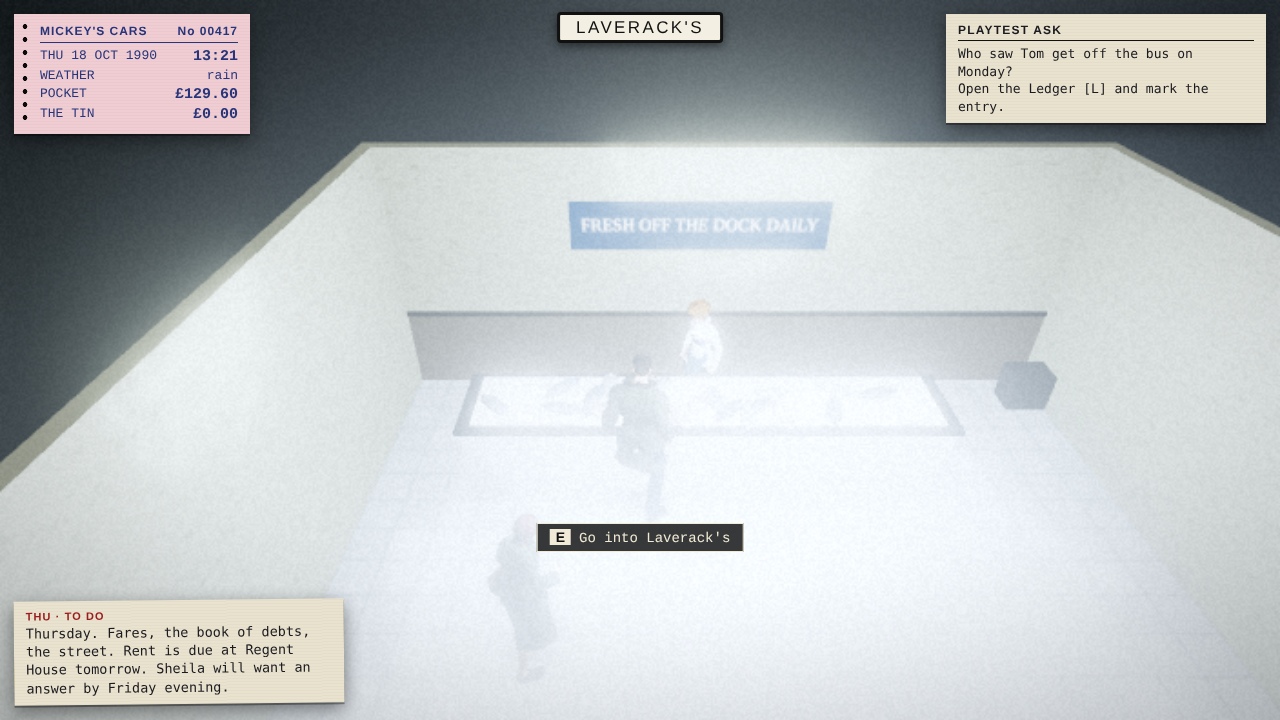 MICKEY'S CARS No 00417
THU 18 OCT 1990 13:21
WEATHER rain
POCKET £129.60
THE TIN £0.00
LAVERACK'S
PLAYTEST ASK
Who saw Tom get off the bus on
Monday?
Open the Ledger [L] and mark the
entry.
FRESH OFF THE DOCK DAILY
E Go into Laverack's
THU · TO DO
Thursday. Fares, the book of debts,
the street. Rent is due at Regent
House tomorrow. Sheila will want an
answer by Friday evening.